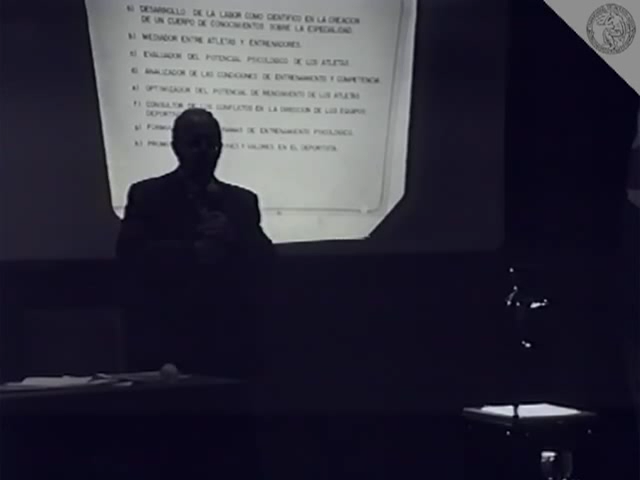 a) DESARROLLO DE LA LABOR COMO CIENTIFICO EN LA CREACION
DE UN CUERPO DE CONOCIMIENTOS SOBRE LA ESPECIALIDAD.
b) MEDIADOR ENTRE ATLETAS Y ENTRENADORES.
c) EVALUADOR DEL POTENCIAL PSICOLOGICO DE LOS ATLETAS.
d) ANALIZADOR DE LAS CONDICIONES DE ENTRENAMIENTO Y COMPETENCIA.
e) OPTIMIZADOR DEL POTENCIAL DE RENDIMIENTO DE LOS ATLETAS.
f) CONSULTOR DE LOS CONFLICTOS EN LA DIRECCION DE LOS EQUIPOS
g) DE ENTRENAMIENTO PSICOLOGICO.
h) Y VALORES EN EL DEPORTISTA.